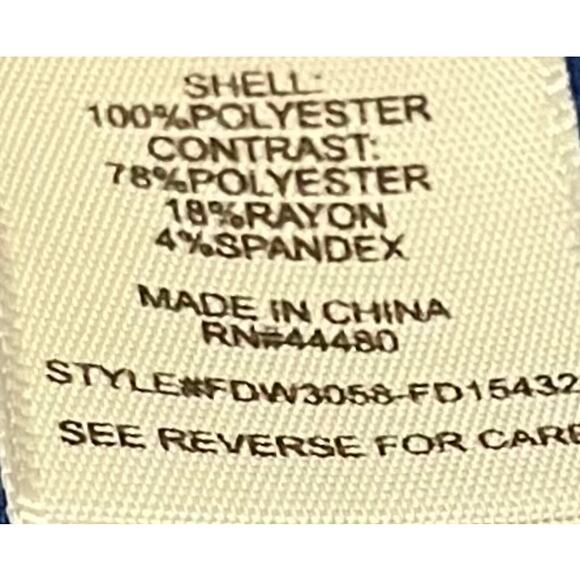 SHELL:
100%POLYESTER
CONTRAST:
78%POLYESTER
18%RAYON
4%SPANDEX
MADE IN CHINA
RN#44480
STYLE#FDW3058-FD15432
SEE REVERSE FOR CARE